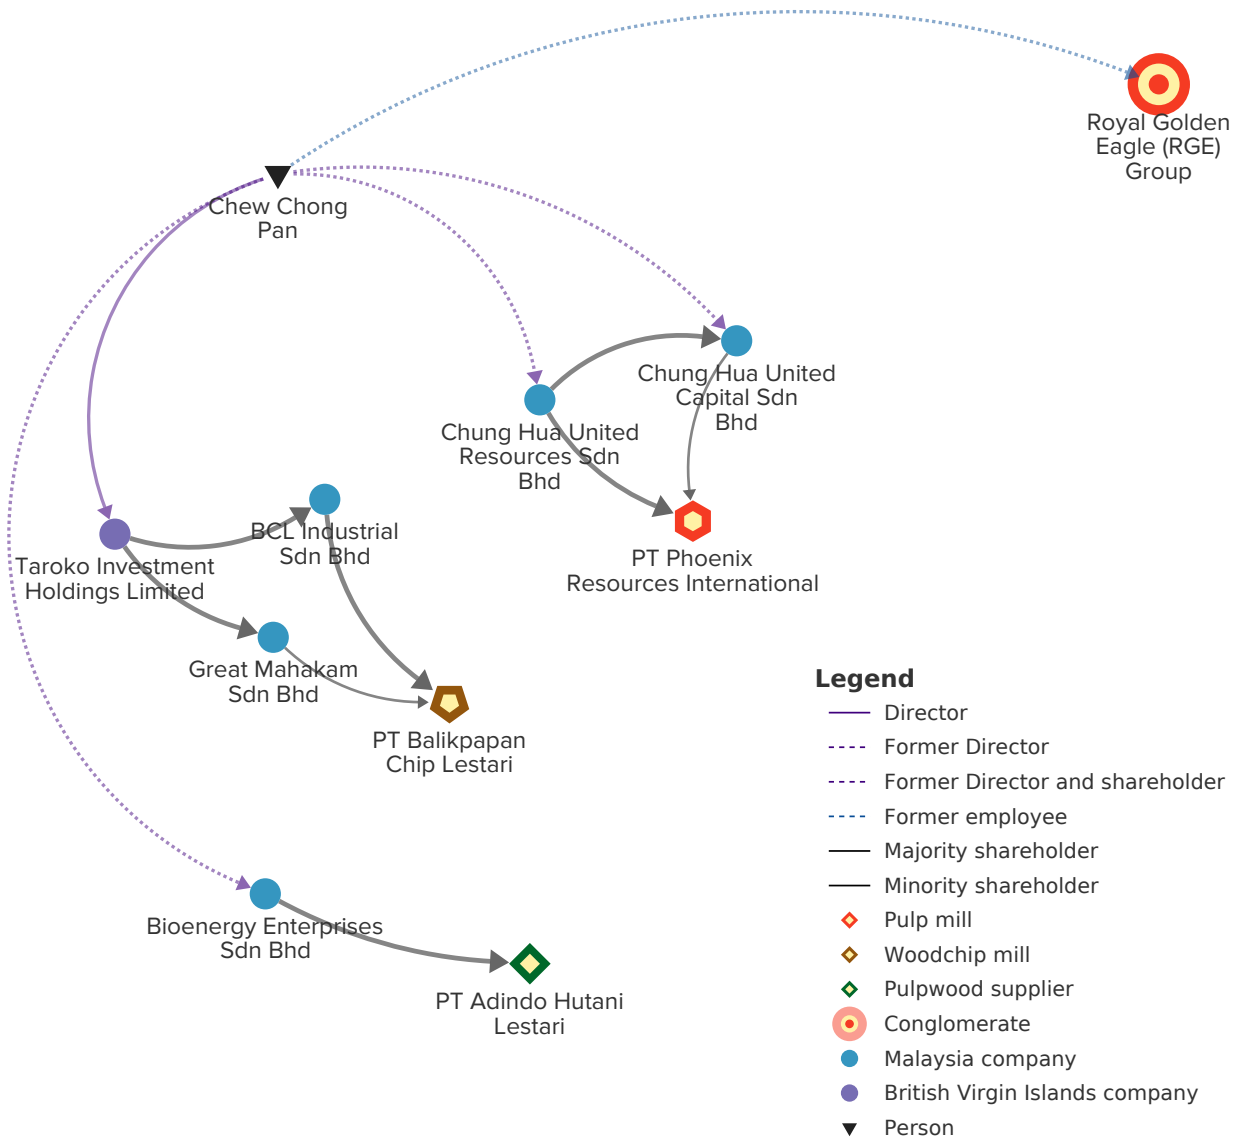 Royal Golden
Eagle (RGE)
Group
Chew Chong
Pan
Chung Hua United
Capital Sdn
Bhd
Chung Hua United
Resources Sdn
Bhd
BCL Industrial
Sdn Bhd
Taroko Investment
Holdings Limited
PT Phoenix
Resources International
Great Mahakam
Sdn Bhd
PT Balikpapan
Chip Lestari
Bioenergy Enterprises
Sdn Bhd
PT Adindo Hutani
Lestari
Legend
Director
Former Director
Former Director and shareholder
Former employee
Majority shareholder
Minority shareholder
Pulp mill
Woodchip mill
Pulpwood supplier
Conglomerate
Malaysia company
British Virgin Islands company
Person